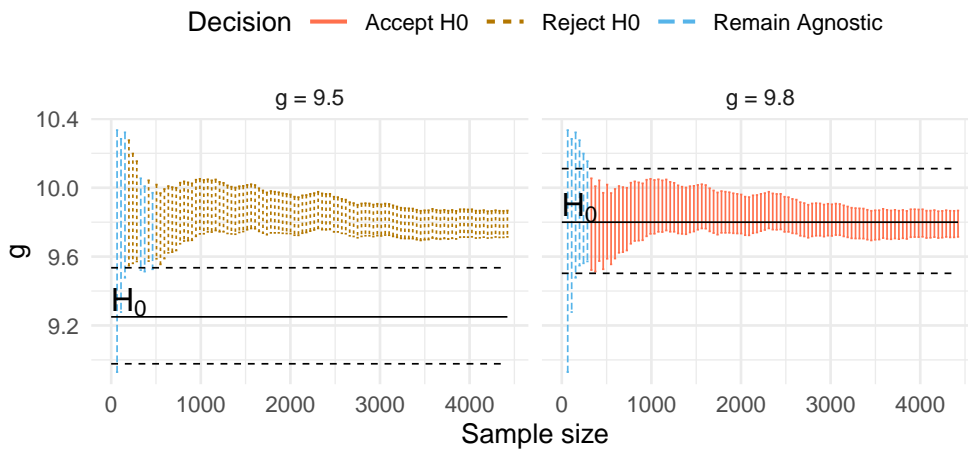 Decision Accept H0 Reject H0 Remain Agnostic
g = 9.5 g = 9.8
10.4
10.0
9.6
9.2
g
H₀
H₀
0 1000 2000 3000 4000 0 1000 2000 3000 4000
Sample size